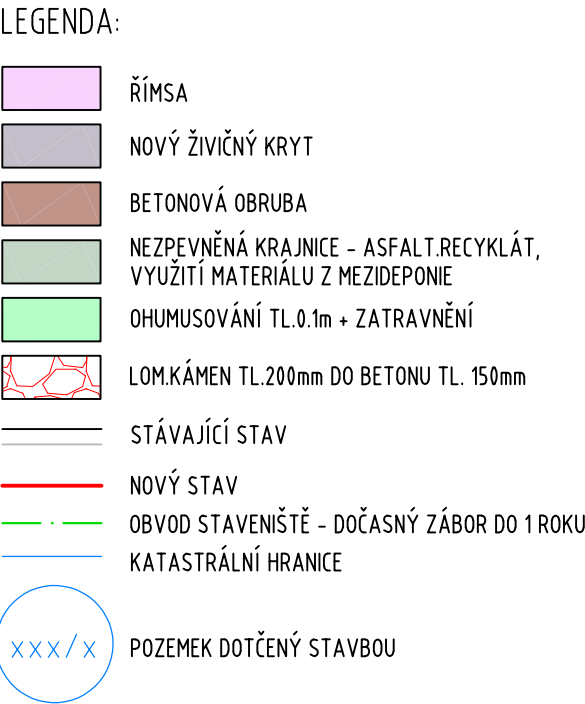 LEGENDA:
ŘÍMSA
NOVÝ ŽIVIČNÝ KRYT
BETONOVÁ OBRUBA
NEZPEVNĚNÁ KRAJNICE - ASFALT.RECYKLÁT,
VYUŽITÍ MATERIÁLU Z MEZIDEPONIE
OHUMUSOVÁNÍ TL.0.1m + ZATRAVNĚNÍ
LOM.KÁMEN TL.200mm DO BETONU TL. 150mm
STÁVAJÍCÍ STAV
NOVÝ STAV
OBVOD STAVENIŠTĚ - DOČASNÝ ZÁBOR DO 1 ROKU
KATASTRÁLNÍ HRANICE
xxx/x POZEMEK DOTČENÝ STAVBOU